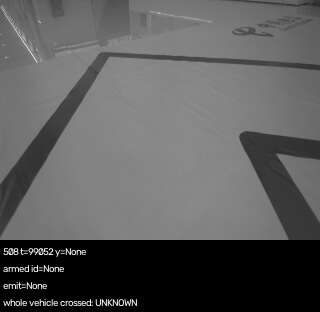 508 t=99052 y=None
armed id=None
emit=None
whole vehicle crossed: UNKNOWN